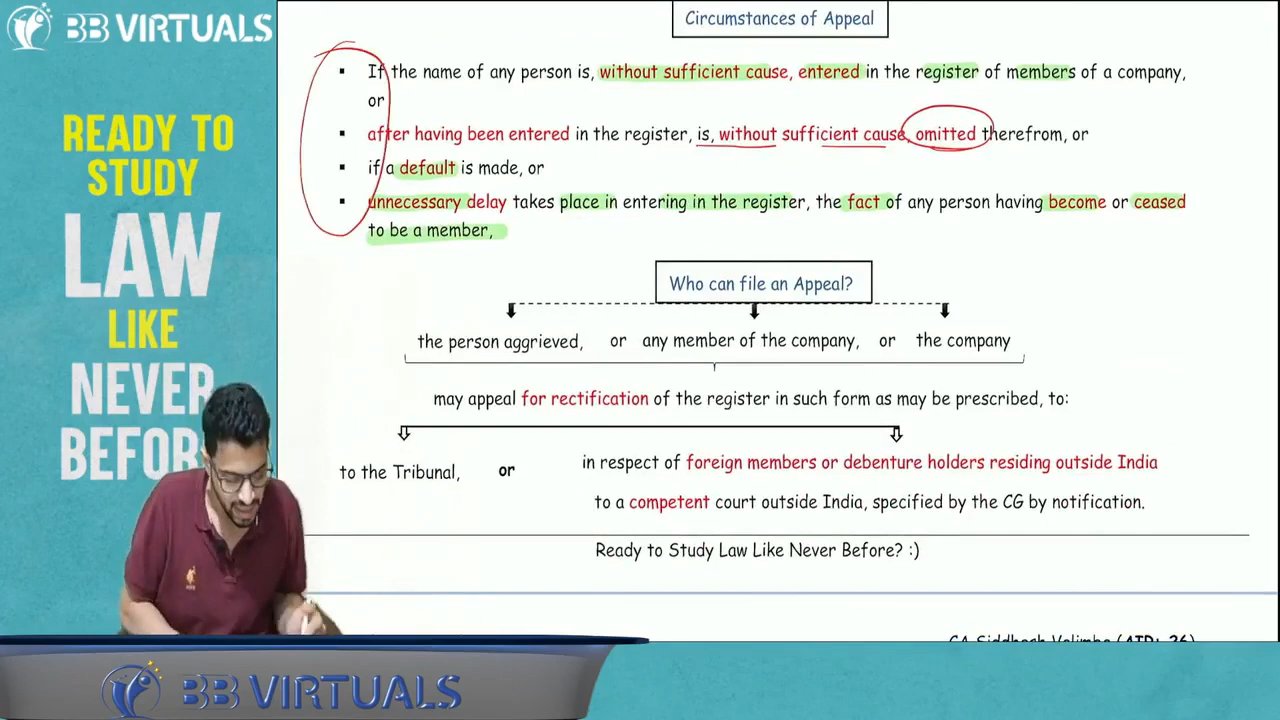 BB VIRTUALS
READY TO
STUDY
LAW
LIKE
NEVER
BEFOR
Circumstances of Appeal
▪ If the name of any person is, without sufficient cause, entered in the register of members of a company,
or
▪ after having been entered in the register, is, without sufficient cause, omitted therefrom, or
▪ if a default is made, or
▪ unnecessary delay takes place in entering in the register, the fact of any person having become or ceased
to be a member,
Who can file an Appeal?
the person aggrieved, or any member of the company, or the company
may appeal for rectification of the register in such form as may be prescribed, to:
to the Tribunal, or in respect of foreign members or debenture holders residing outside India
to a competent court outside India, specified by the CG by notification.
Ready to Study Law Like Never Before? :)
BB VIRTUALS